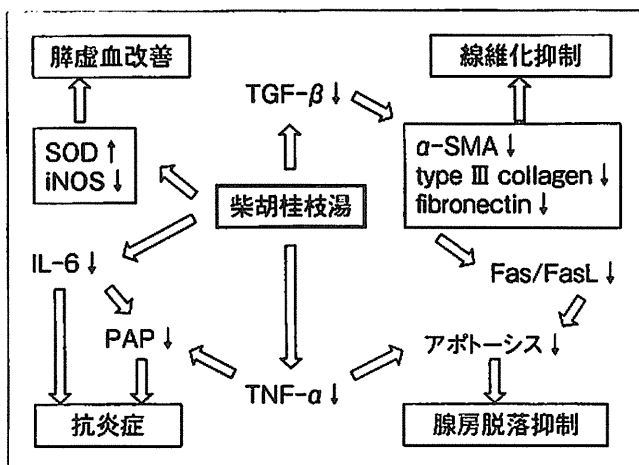 膵虚血改善
線維化抑制
TGF-β↓
SOD↑
iNOS↓
α-SMA↓
type Ⅲ collagen↓
fibronectin↓
柴胡桂枝湯
IL-6↓
Fas/FasL↓
PAP↓
アポトーシス↓
TNF-α↓
抗炎症
腺房脱落抑制